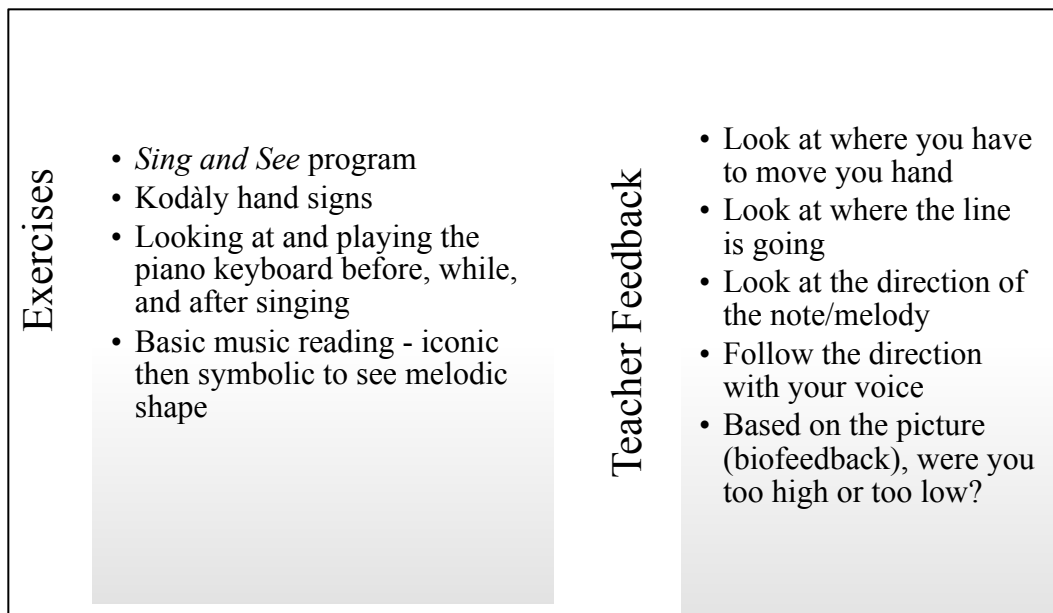 Exercises
• Sing and See program
• Kodàly hand signs
• Looking at and playing the
piano keyboard before, while,
and after singing
• Basic music reading - iconic
then symbolic to see melodic
shape
Teacher Feedback
• Look at where you have
to move you hand
• Look at where the line
is going
• Look at the direction of
the note/melody
• Follow the direction
with your voice
• Based on the picture
(biofeedback), were you
too high or too low?